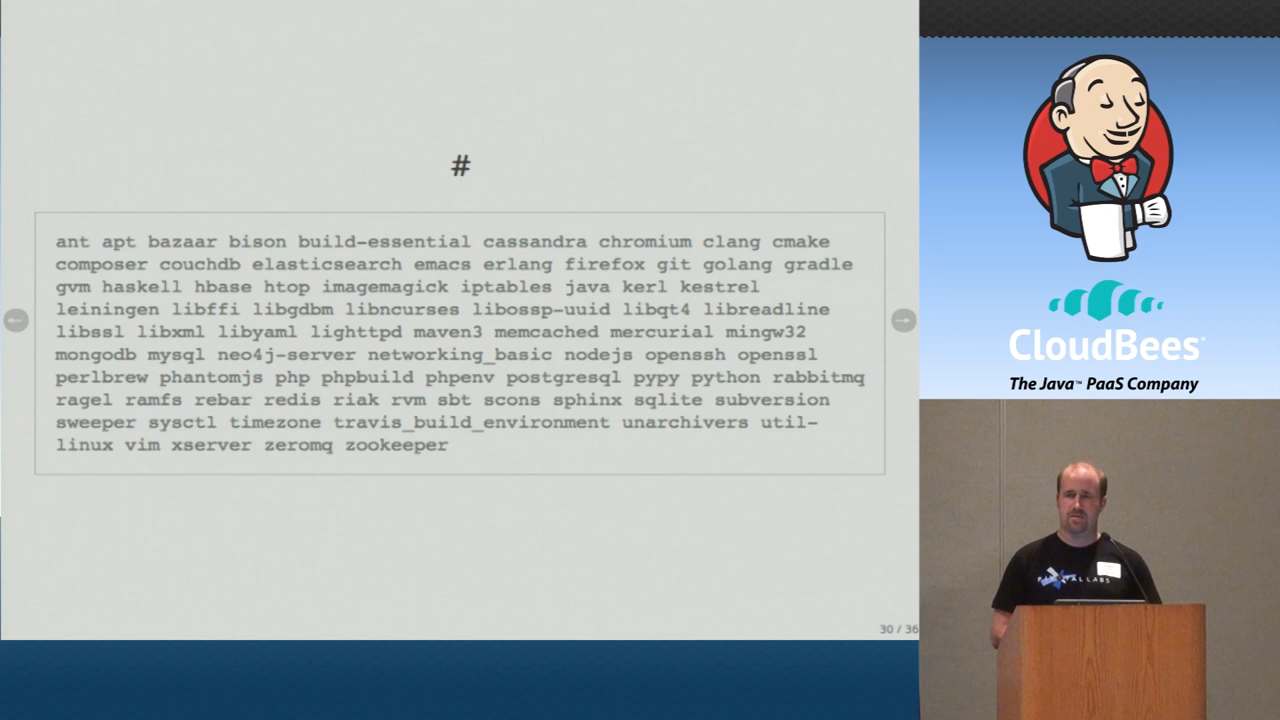 #
ant apt bazaar bison build-essential cassandra chromium clang cmake
composer couchdb elasticsearch emacs erlang firefox git golang gradle
gvm haskell hbase htop imagemagick iptables java kerl kestrel
leiningen libffi libgdbm libncurses libossp-uuid libqt4 libreadline
libssl libxml libyaml lighttpd maven3 memcached mercurial mingw32
mongodb mysql neo4j-server networking_basic nodejs openssh openssl
perlbrew phantomjs php phpbuild phpenv postgresql pypy python rabbitmq
ragel ramfs rebar redis riak rvm sbt scons sphinx sqlite subversion
sweeper sysctl timezone travis_build_environment unarchivers util-
linux vim xserver zeromq zookeeper
30 / 36
CloudBees
The Java™ PaaS Company
LABS